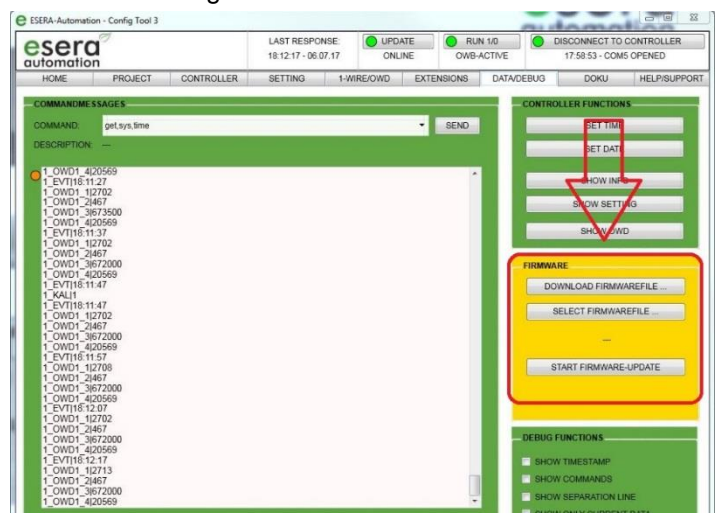 ESERA-Automation - Config Tool 3
esera
automation
LAST RESPONSE:
18:12:17 - 06.07.17
UPDATE
ONLINE
RUN 1/0
OWB-ACTIVE
DISCONNECT TO CONTROLLER
17:58:53 - COM5 OPENED
HOME PROJECT CONTROLLER SETTING 1-WIRE/OWD EXTENSIONS DATA/DEBUG DOKU HELP/SUPPORT
COMMANDMESSAGES
COMMAND: get,sys,time SEND
DESCRIPTION: ---
1_OWD1_4|20569
1_EVT|18:11:27
1_OWD1_1|2702
1_OWD1_2|467
1_OWD1_3|673500
1_OWD1_4|20569
1_EVT|18:11:37
1_OWD1_1|2702
1_OWD1_2|467
1_OWD1_3|672000
1_OWD1_4|20569
1_EVT|18:11:47
1_KAL|1
1_EVT|18:11:47
1_OWD1_1|2702
1_OWD1_2|467
1_OWD1_3|672000
1_OWD1_4|20569
1_EVT|18:11:57
1_OWD1_1|2708
1_OWD1_2|467
1_OWD1_3|672000
1_OWD1_4|20569
1_EVT|18:12:07
1_OWD1_1|2702
1_OWD1_2|467
1_OWD1_3|672000
1_OWD1_4|20569
1_EVT|18:12:17
1_OWD1_1|2713
1_OWD1_2|467
1_OWD1_3|672000
1_OWD1_4|20569
CONTROLLER FUNCTIONS
SET TIME
SET DATE
SHOW INFO
SHOW SETTING
SHOW OWD
FIRMWARE
DOWNLOAD FIRMWAREFILE ...
SELECT FIRMWAREFILE ...
---
START FIRMWARE-UPDATE
DEBUG FUNCTIONS
SHOW TIMESTAMP
SHOW COMMANDS
SHOW SEPARATION LINE
SHOW ONLY CURRENT DATA